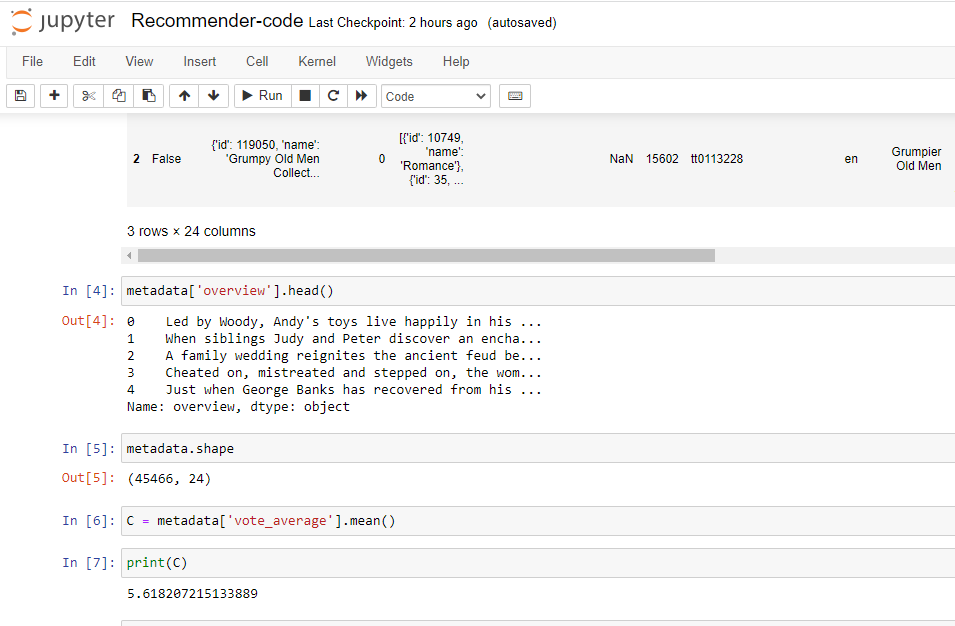 jupyter Recommender-code Last Checkpoint: 2 hours ago (autosaved)
File Edit View Insert Cell Kernel Widgets Help
Run Code
2 False {'id': 119050, 'name': 'Grumpy Old Men Collect... 0 [{'id': 10749, 'name': 'Romance'}, {'id': 35, ... NaN 15602 tt0113228 en Grumpier Old Men
3 rows × 24 columns
In [4]: metadata['overview'].head()
Out[4]: 0 Led by Woody, Andy's toys live happily in his ...
1 When siblings Judy and Peter discover an encha...
2 A family wedding reignites the ancient feud be...
3 Cheated on, mistreated and stepped on, the wom...
4 Just when George Banks has recovered from his ...
Name: overview, dtype: object
In [5]: metadata.shape
Out[5]: (45466, 24)
In [6]: C = metadata['vote_average'].mean()
In [7]: print(C)
5.618207215133889